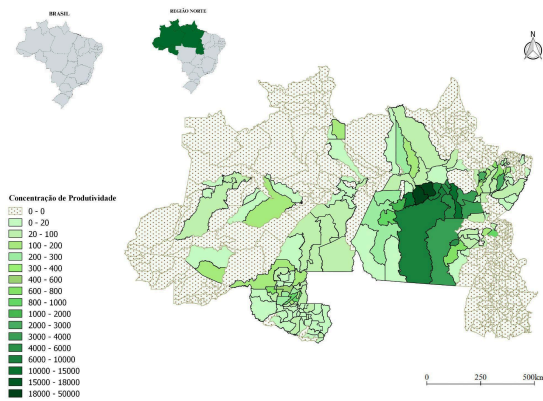 BRASIL
REGIÃO NORTE
N
Concentração de Produtividade
0 - 0
0 - 20
20 - 100
100 - 200
200 - 300
300 - 400
400 - 600
600 - 800
800 - 1000
1000 - 2000
2000 - 3000
3000 - 4000
4000 - 6000
6000 - 10000
10000 - 15000
15000 - 18000
18000 - 50000
0 250 500km